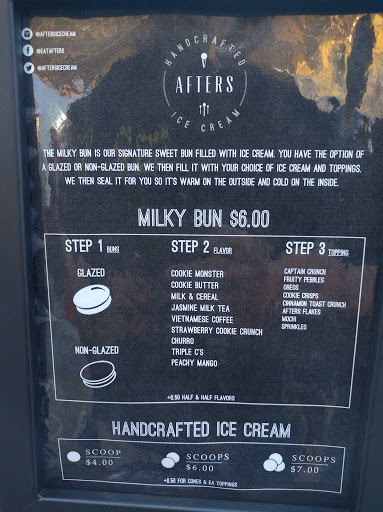 @AFTERSICECREAM
@EATAFTERS
@AFTERSICECREAM
HANDCRAFTED
AFTERS
ICE CREAM
THE MILKY BUN IS OUR SIGNATURE SWEET BUN FILLED WITH ICE CREAM. YOU HAVE THE OPTION OF
A GLAZED OR NON-GLAZED BUN. WE THEN FILL IT WITH YOUR CHOICE OF ICE CREAM AND TOPPINGS.
WE THEN SEAL IT FOR YOU SO IT'S WARM ON THE OUTSIDE AND COLD ON THE INSIDE.
MILKY BUN $6.00
STEP 1 BUNS
GLAZED
NON-GLAZED
STEP 2 FLAVOR
COOKIE MONSTER
COOKIE BUTTER
MILK & CEREAL
JASMINE MILK TEA
VIETNAMESE COFFEE
STRAWBERRY COOKIE CRUNCH
CHURRO
TRIPLE C'S
PEACHY MANGO
+0.50 HALF & HALF FLAVORS
STEP 3 TOPPING
CAPTAIN CRUNCH
FRUITY PEBBLES
OREOS
COOKIE CRISPS
CINNAMON TOAST CRUNCH
AFTERS FLAKES
MOCHI
SPRINKLES
HANDCRAFTED ICE CREAM
SCOOP
$4.00
SCOOPS
$6.00
SCOOPS
$7.00
+0.50 FOR CONES & EA TOPPINGS